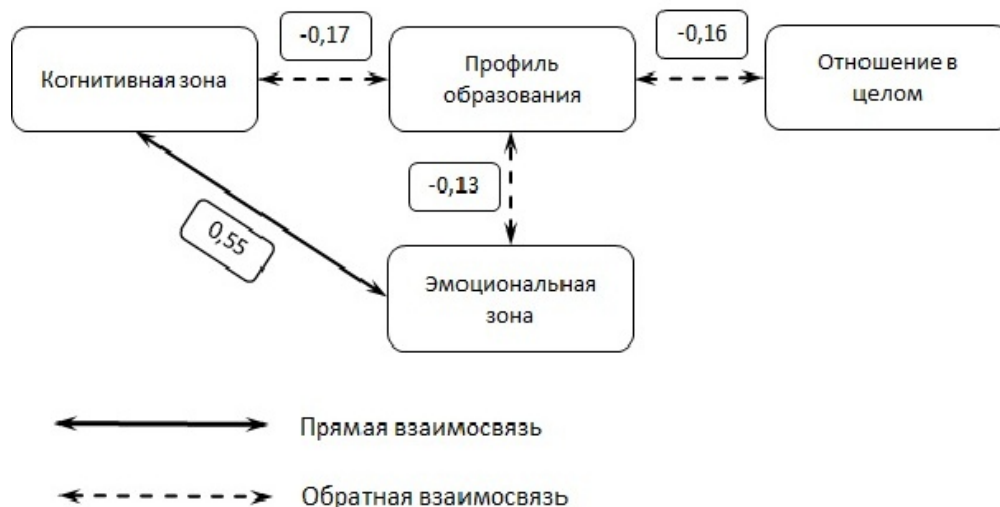 -0,17
-0,16
Когнитивная зона
Профиль
образования
Отношение в
целом
-0,13
0,55
Эмоциональная
зона
Прямая взаимосвязь
Обратная взаимосвязь